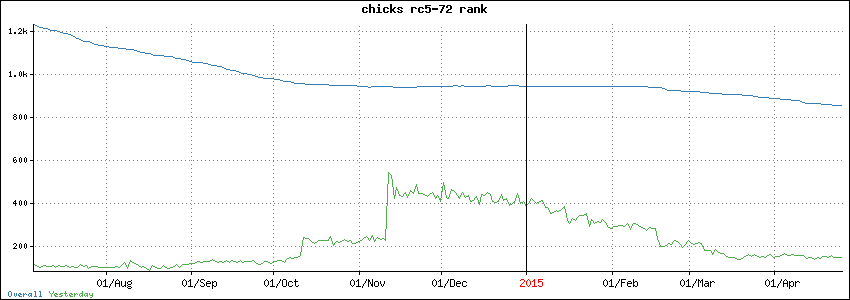 chicks rc5-72 rank
1.2k
1.0k
800
600
400
200
01/Aug 01/Sep 01/Oct 01/Nov 01/Dec 2015 01/Feb 01/Mar 01/Apr
Overall Yesterday